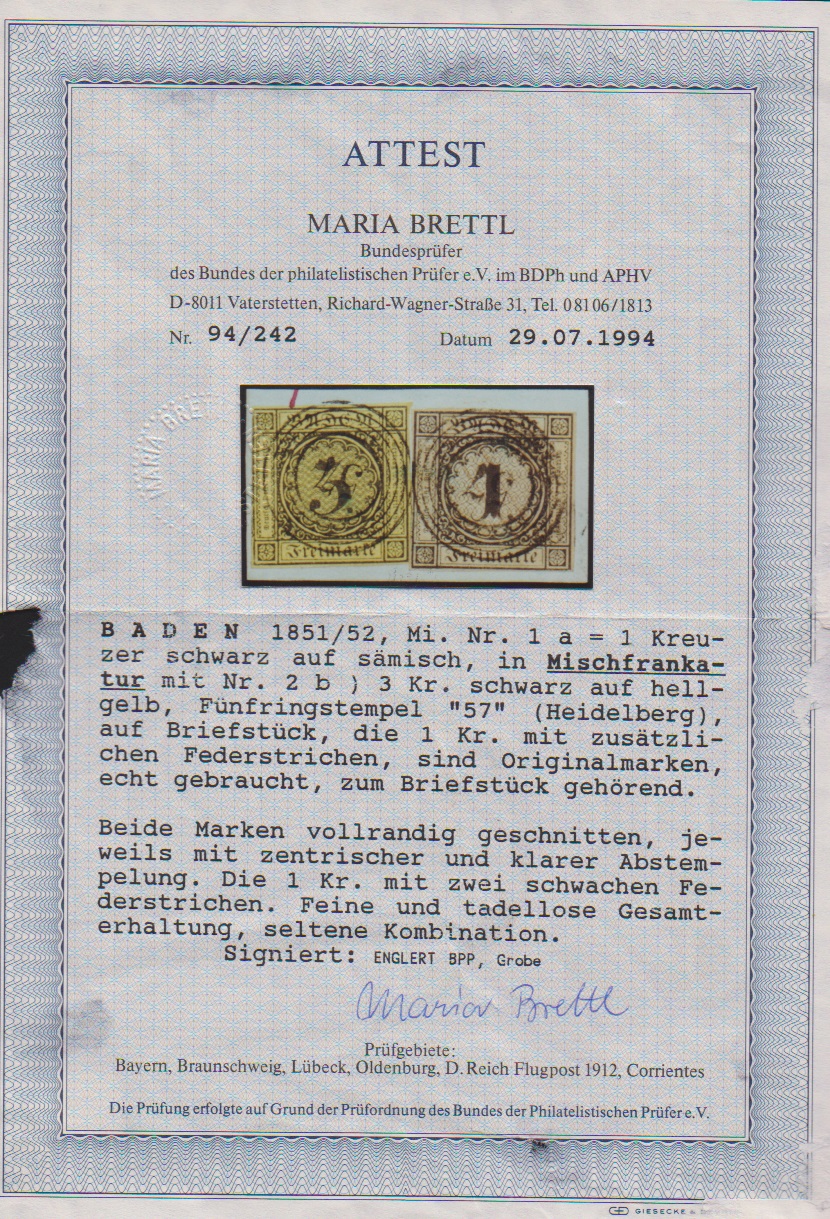 ATTEST
MARIA BRETTL
Bundesprüfer
des Bundes der philatelistischen Prüfer e.V. im BDPh und APHV
D-8011 Vaterstetten, Richard-Wagner-Straße 31, Tel. 08106/1813
Nr. 94/242 Datum 29.07.1994
MARIA BRE
3 1
Freimarke Freimarke
B A D E N 1851/52, Mi. Nr. 1 a = 1 Kreu-
zer schwarz auf sämisch, in Mischfranka-
tur mit Nr. 2 b ) 3 Kr. schwarz auf hell-
gelb, Fünfringstempel "57" (Heidelberg),
auf Briefstück, die 1 Kr. mit zusätzli-
chen Federstrichen, sind Originalmarken,
echt gebraucht, zum Briefstück gehörend.
Beide Marken vollrandig geschnitten, je-
weils mit zentrischer und klarer Abstem-
pelung. Die 1 Kr. mit zwei schwachen Fe-
derstrichen. Feine und tadellose Gesamt-
erhaltung, seltene Kombination.
Signiert: ENGLERT BPP, Grobe
Maria Brettl
Prüfgebiete:
Bayern, Braunschweig, Lübeck, Oldenburg, D. Reich Flugpost 1912, Corrientes
Die Prüfung erfolgte auf Grund der Prüfordnung des Bundes der Philatelistischen Prüfer e.V.
GIESECKE &